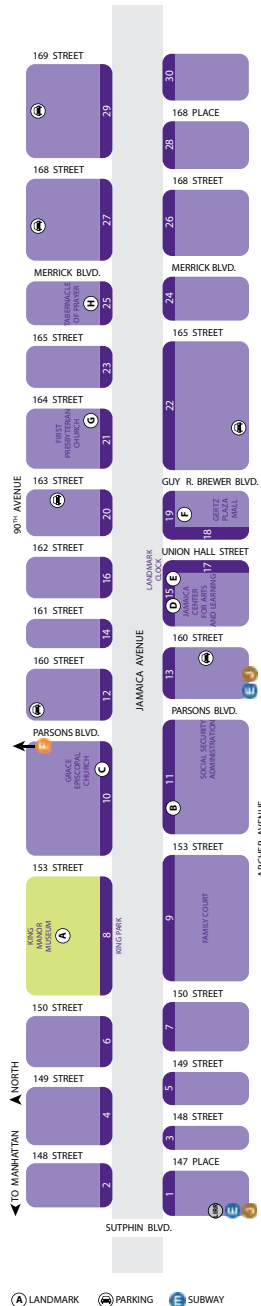 169 STREET
30
29
168 PLACE
28
168 STREET
168 STREET
27
26
MERRICK BLVD.
MERRICK BLVD.
TABERNACLE
OF PRAYER
H
25
24
165 STREET
165 STREET
23
22
164 STREET
FIRST
PRESBYTERIAN
CHURCH
G
21
163 STREET
GUY R. BREWER BLVD.
90TH AVENUE
20
19
F
GERTZ
PLAZA
MALL
18
162 STREET
UNION HALL STREET
LANDMARK
CLOCK
17
16
E
15
D
JAMAICA
CENTER
FOR ARTS
AND LEARNING
161 STREET
14
160 STREET
160 STREET
13
12
E J
JAMAICA AVENUE
PARSONS BLVD.
PARSONS BLVD.
F
GRACE
EPISCOPAL
CHURCH
C
10
11
B
SOCIAL SECURITY
ADMINISTRATION
ARCHER AVENUE
153 STREET
153 STREET
KING
MANOR
MUSEUM
A
8
KING PARK
9
FAMILY COURT
150 STREET
150 STREET
6
7
149 STREET
149 STREET
NORTH
4
5
148 STREET
3
148 STREET
147 PLACE
TO MANHATTAN
2
1
LIRR
E J
SUTPHIN BLVD.
A LANDMARK
PARKING
E SUBWAY